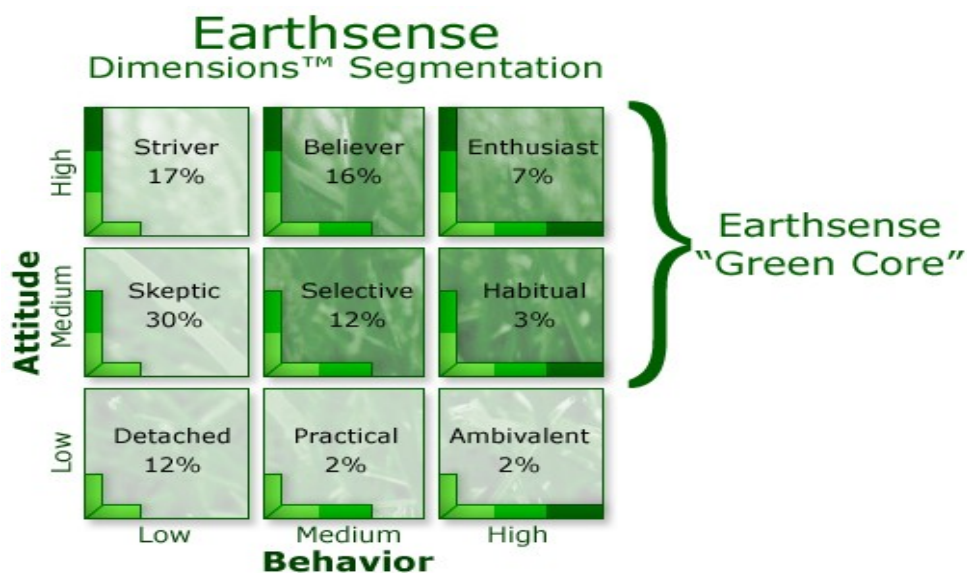 Earthsense
Dimensions™ Segmentation
High
Striver
17%
Believer
16%
Enthusiast
7%
Earthsense
“Green Core”
Attitude
Medium
Skeptic
30%
Selective
12%
Habitual
3%
Low
Detached
12%
Practical
2%
Ambivalent
2%
Low
Medium
High
Behavior